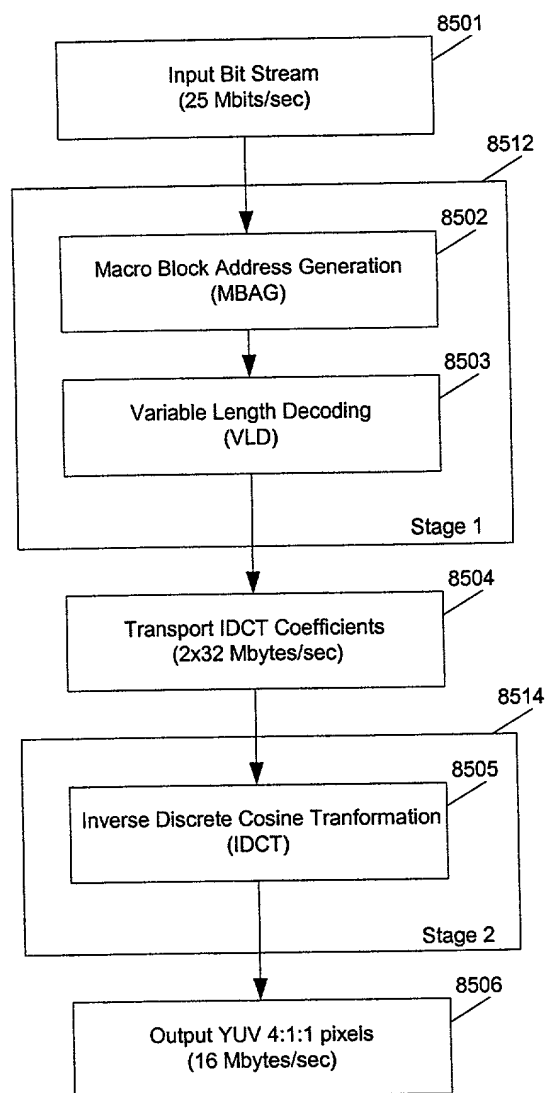 8501
Input Bit Stream
(25 Mbits/sec)
8512
8502
Macro Block Address Generation
(MBAG)
8503
Variable Length Decoding
(VLD)
Stage 1
8504
Transport IDCT Coefficients
(2x32 Mbytes/sec)
8514
8505
Inverse Discrete Cosine Tranformation
(IDCT)
Stage 2
8506
Output YUV 4:1:1 pixels
(16 Mbytes/sec)